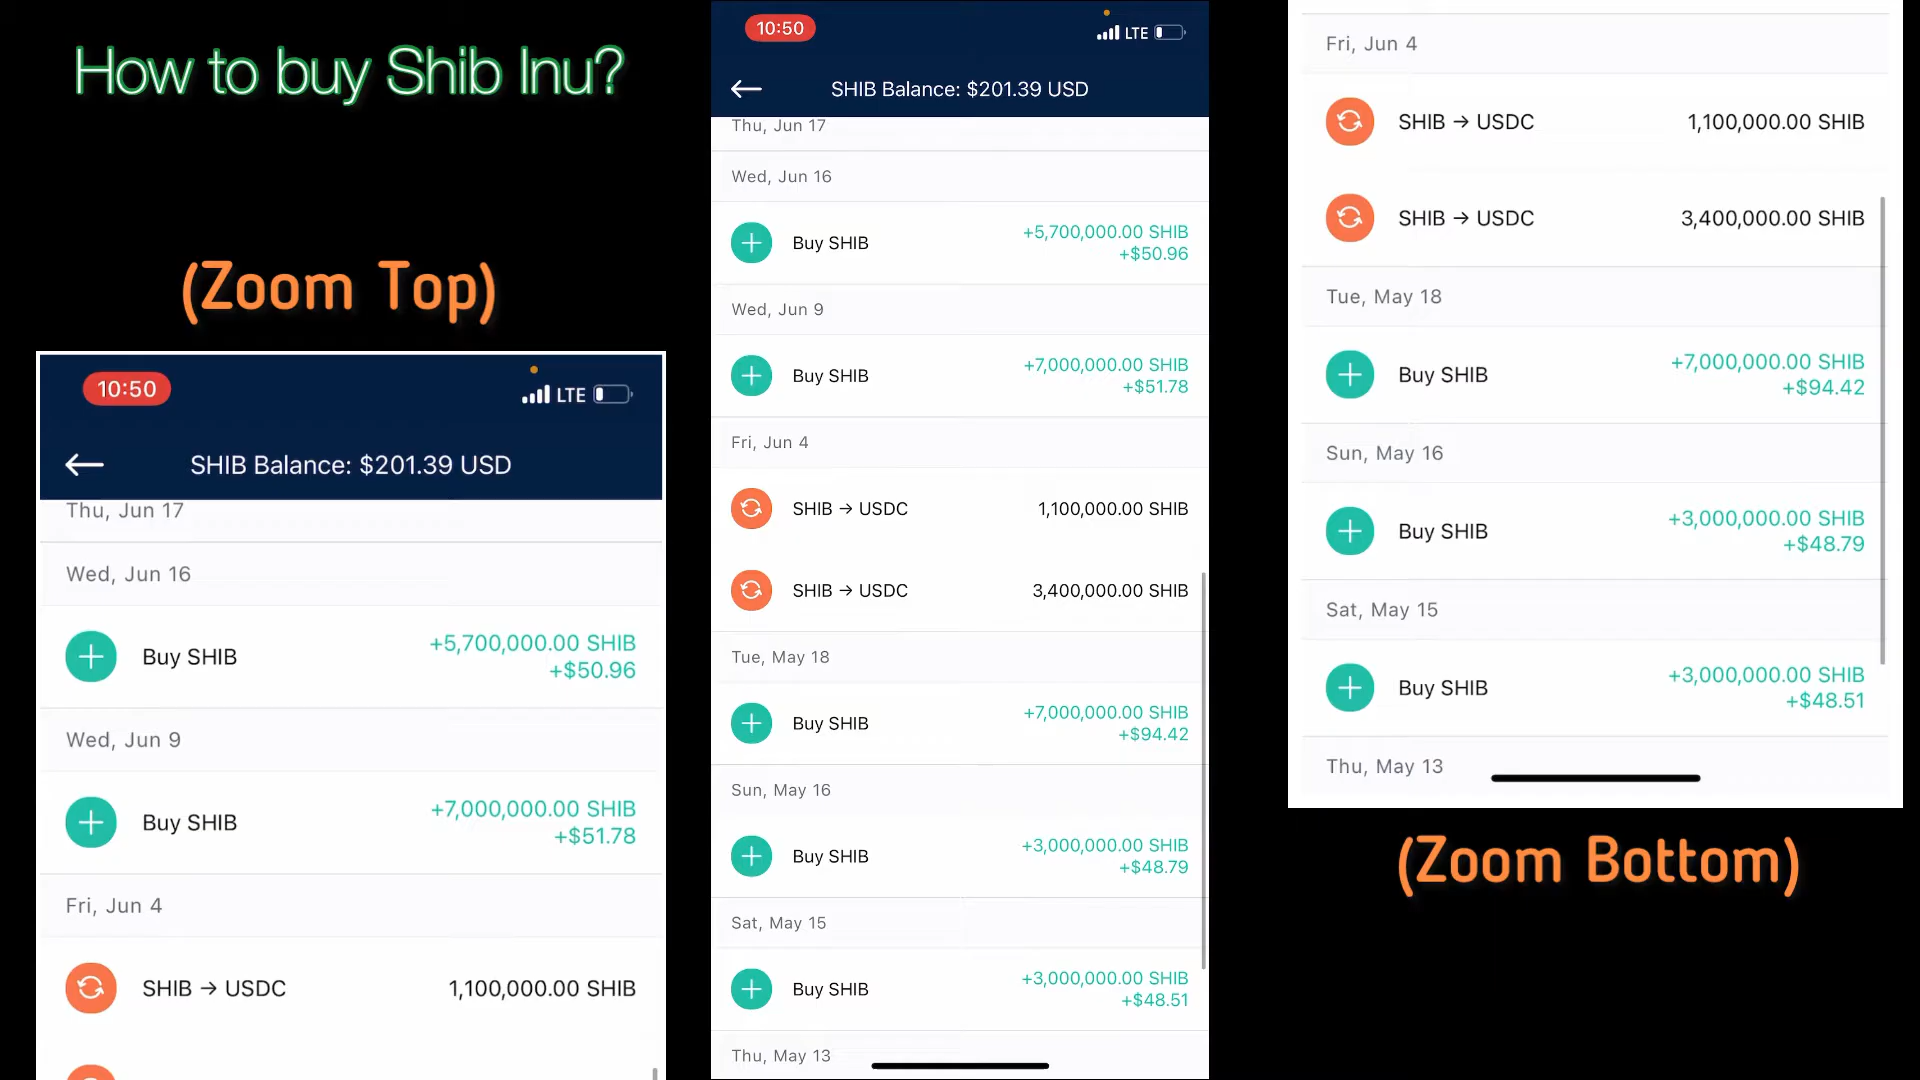 How to buy Shib Inu?
(Zoom Top)
10:50
LTE
SHIB Balance: $201.39 USD
Thu, Jun 17
Wed, Jun 16
Buy SHIB
+5,700,000.00 SHIB
+$50.96
Wed, Jun 9
Buy SHIB
+7,000,000.00 SHIB
+$51.78
Fri, Jun 4
SHIB → USDC
1,100,000.00 SHIB
10:50
LTE
SHIB Balance: $201.39 USD
Thu, Jun 17
Wed, Jun 16
Buy SHIB
+5,700,000.00 SHIB
+$50.96
Wed, Jun 9
Buy SHIB
+7,000,000.00 SHIB
+$51.78
Fri, Jun 4
SHIB → USDC
1,100,000.00 SHIB
SHIB → USDC
3,400,000.00 SHIB
Tue, May 18
Buy SHIB
+7,000,000.00 SHIB
+$94.42
Sun, May 16
Buy SHIB
+3,000,000.00 SHIB
+$48.79
Sat, May 15
Buy SHIB
+3,000,000.00 SHIB
+$48.51
Thu, May 13
Fri, Jun 4
SHIB → USDC
1,100,000.00 SHIB
SHIB → USDC
3,400,000.00 SHIB
Tue, May 18
Buy SHIB
+7,000,000.00 SHIB
+$94.42
Sun, May 16
Buy SHIB
+3,000,000.00 SHIB
+$48.79
Sat, May 15
Buy SHIB
+3,000,000.00 SHIB
+$48.51
Thu, May 13
(Zoom Bottom)